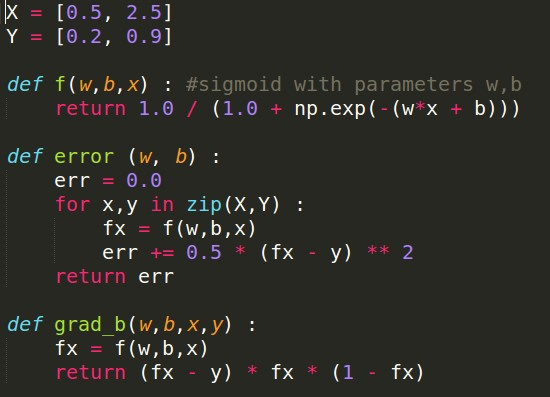 X = [0.5, 2.5]
Y = [0.2, 0.9]
def f(w,b,x) : #sigmoid with parameters w,b
    return 1.0 / (1.0 + np.exp(-(w*x + b)))
def error (w, b) :
    err = 0.0
    for x,y in zip(X,Y) :
        fx = f(w,b,x)
        err += 0.5 * (fx - y) ** 2
    return err
def grad_b(w,b,x,y) :
    fx = f(w,b,x)
    return (fx - y) * fx * (1 - fx)